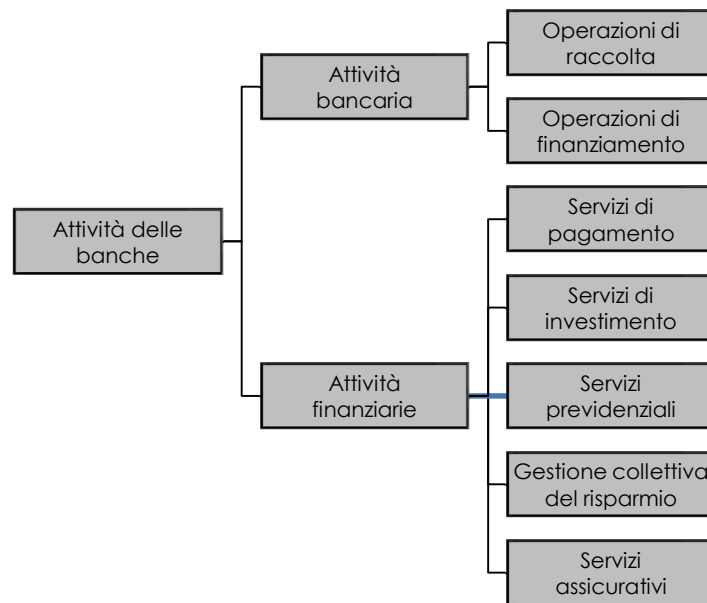 Attività delle
banche
Attività
bancaria
Operazioni di
raccolta
Operazioni di
finanziamento
Attività
finanziarie
Servizi di
pagamento
Servizi di
investimento
Servizi
previdenziali
Gestione collettiva
del risparmio
Servizi
assicurativi